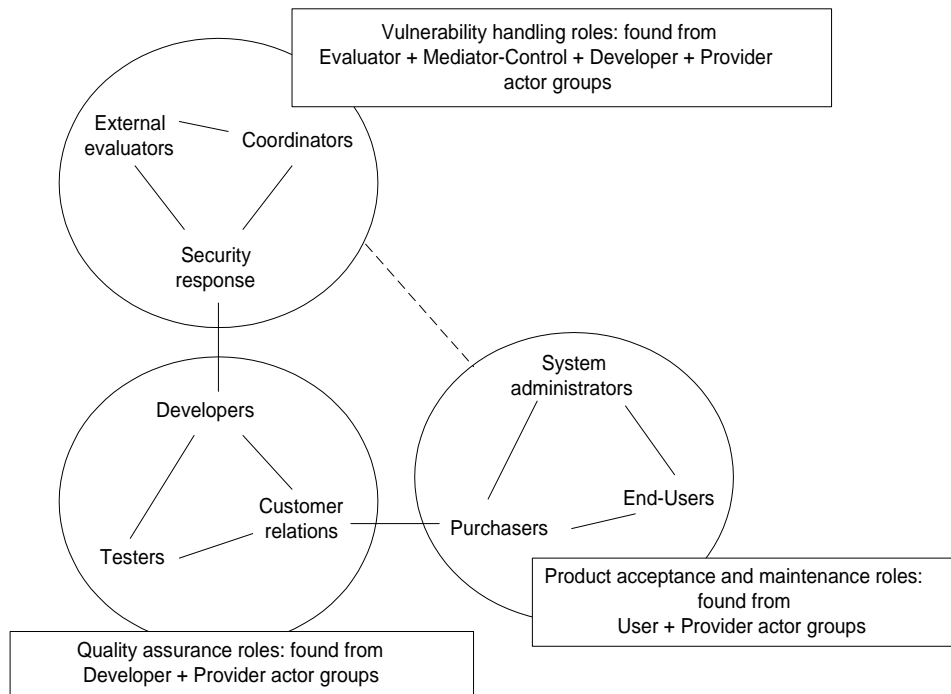 Vulnerability handling roles: found from
Evaluator + Mediator-Control + Developer + Provider
actor groups
External
evaluators
Coordinators
Security
response
Developers
Customer
relations
Testers
System
administrators
End-Users
Purchasers
Product acceptance and maintenance roles:
found from
User + Provider actor groups
Quality assurance roles: found from
Developer + Provider actor groups